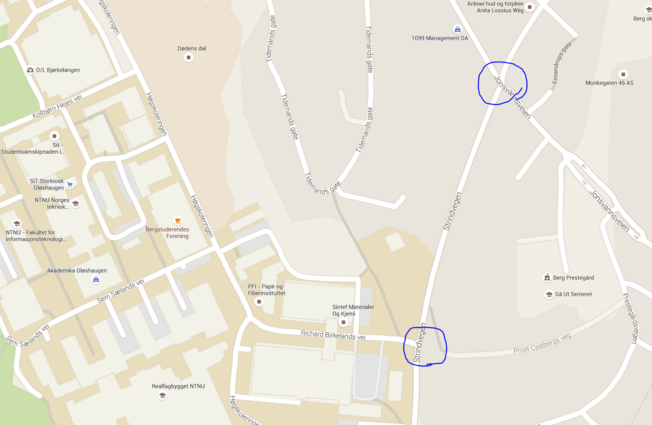 Anlowi hud og fotpleie
Anita Lossius Wiig
1099 Management DA
Berg sk
Høgskoleringen
Tidemands gate
Dødens dal
D/L Bjørkelangen
Essendrops gate
Jonsvannsveien
Munkegaten 46 AS
Kolbjørn Hejes vei
Høgskoleringen
Tidemands gate
Tidemands gate
Sit
Studentsamskipnaden i...
SiT Storkiosk
Gløshaugen
NTNU Norges
teknisk...
Tidemands gate
Høgskoleringen
Strindvegen
Jonsvannsveien
NTNU - Fakultet for
informasjonsteknologi...
Bergstuderendes
Forening
Akademika Gløshaugen
Sem Sælands vei
PFI - Papir og
Fiberinstituttet
Berg Prestegård
Gå Ut Senteret
Prestegårdsvegen
Sintef Materialer
Og Kjemi
Richard Birkelands vei
Strindvegen
Prost Castbergs veg
Sem Sælands vei
Realfagbygget NTNU
Høgskoleringen